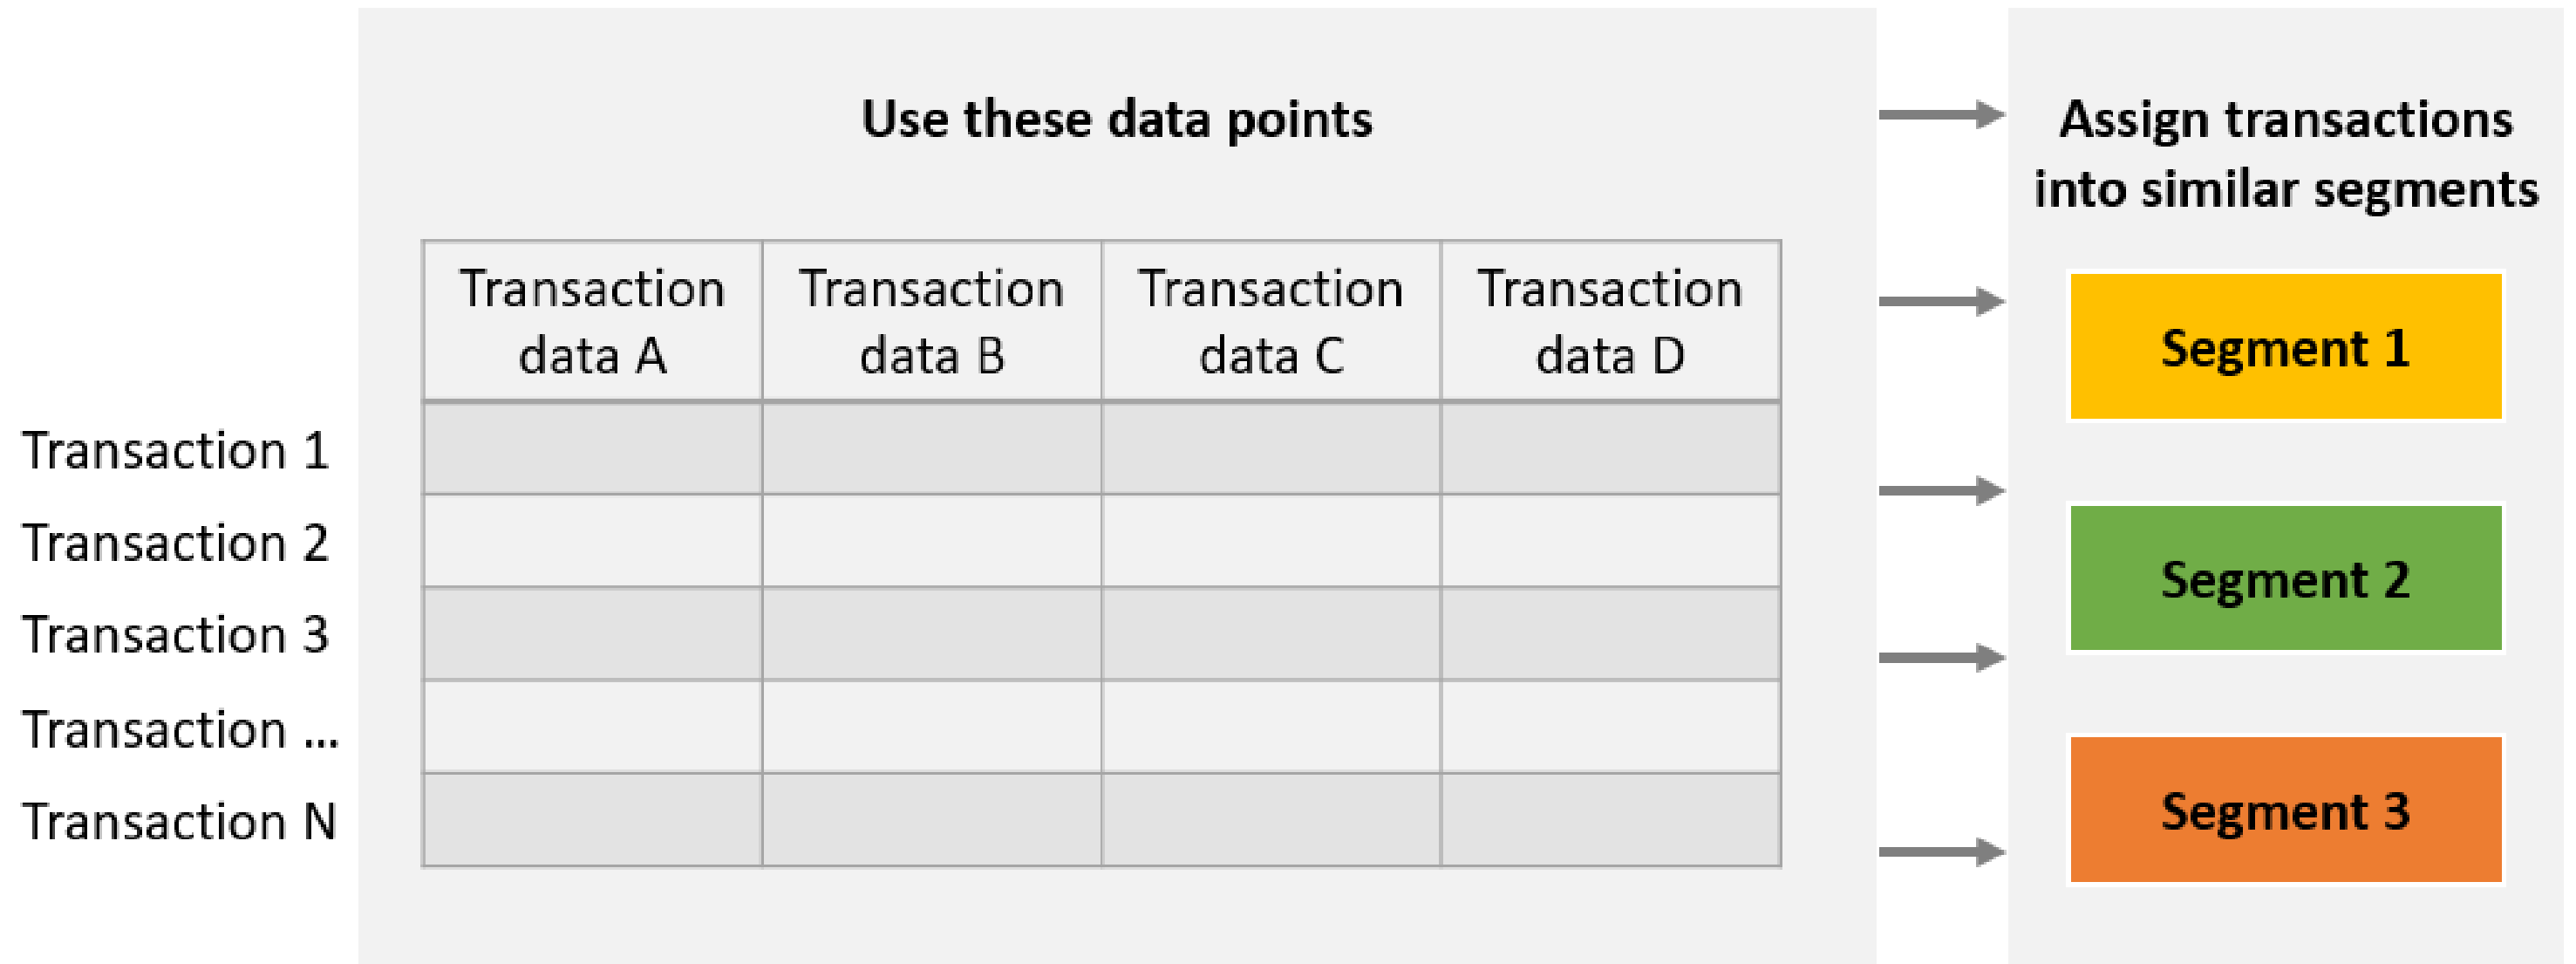 Use these data points
Assign transactions
into similar segments
Transaction
data A
Transaction
data B
Transaction
data C
Transaction
data D
Transaction 1
Transaction 2
Transaction 3
Transaction ...
Transaction N
Segment 1
Segment 2
Segment 3